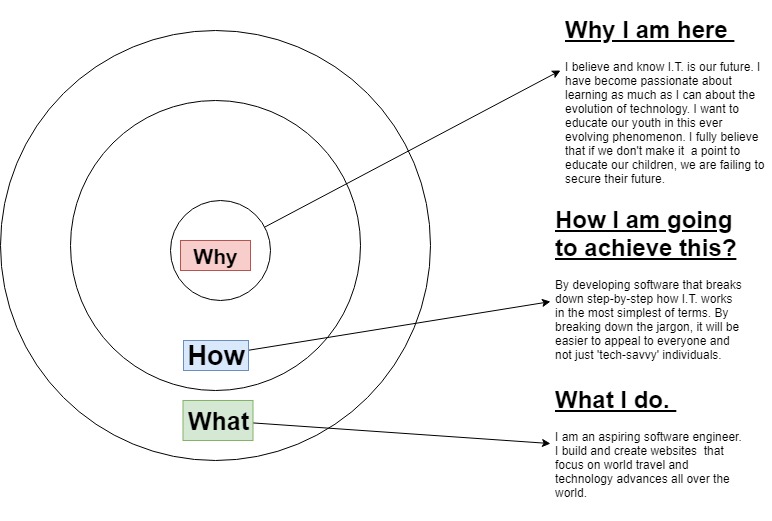 Why I am here
I believe and know I.T. is our future. I
have become passionate about
learning as much as I can about the
evolution of technology. I want to
educate our youth in this ever
evolving phenomenon. I fully believe
that if we don't make it  a point to
educate our children, we are failing to
secure their future.
Why
How I am going
to achieve this?
By developing software that breaks
down step-by-step how I.T. works
in the most simplest of terms. By
breaking down the jargon, it will be
easier to appeal to everyone and
not just 'tech-savvy' individuals.
How
What I do.
What
I am an aspiring software engineer.
I build and create websites  that
focus on world travel and
technology advances all over the
world.